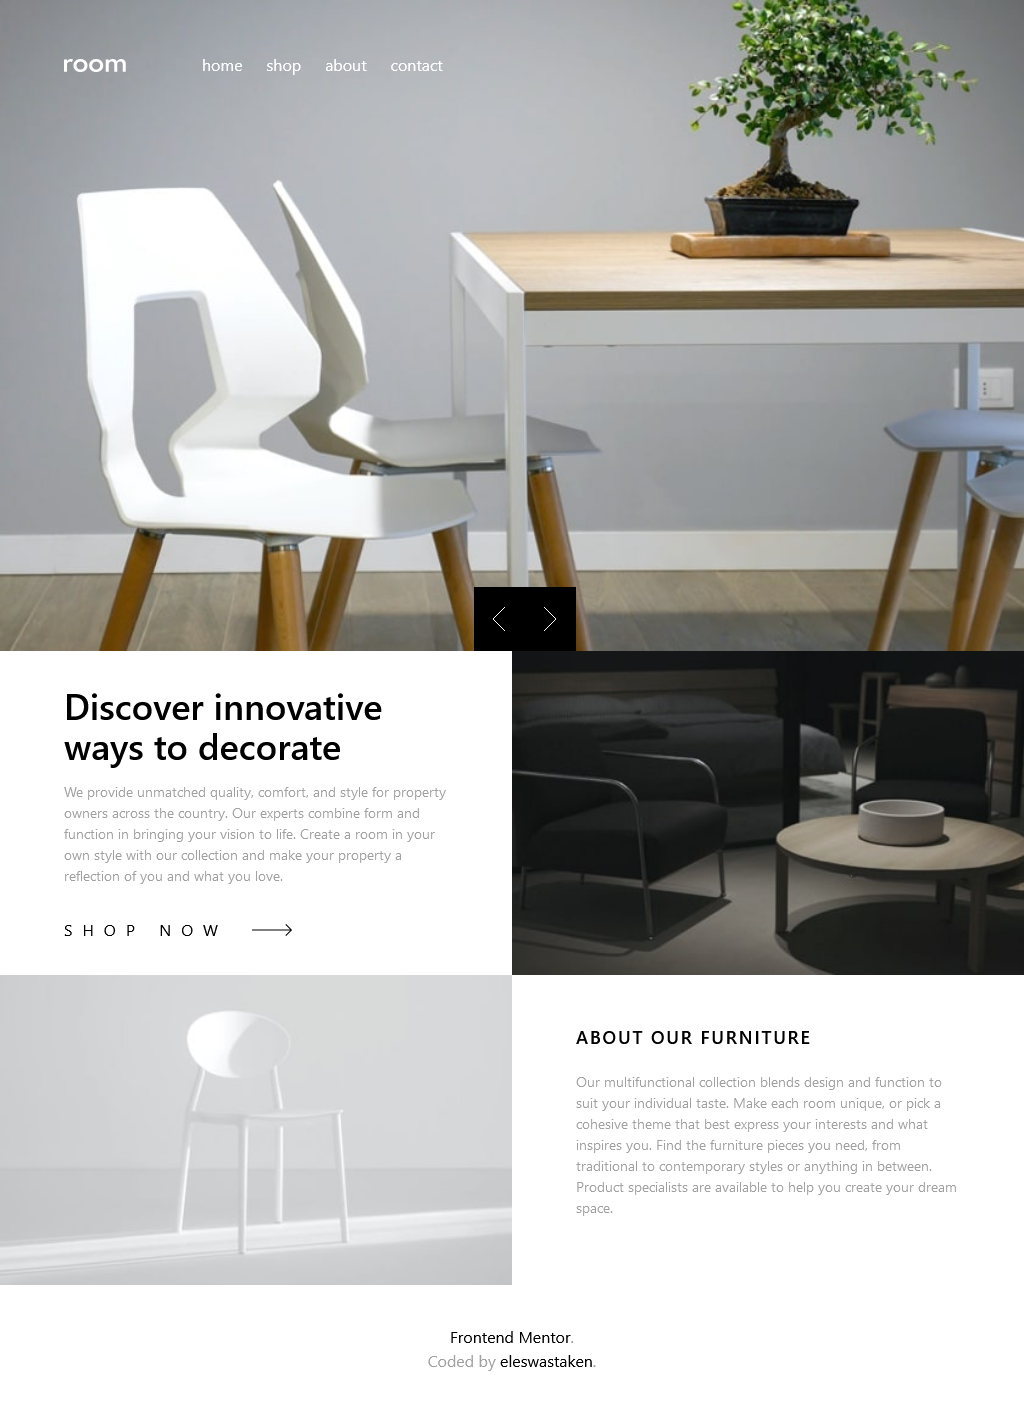 room
home shop about contact
Discover innovative
ways to decorate
We provide unmatched quality, comfort, and style for property
owners across the country. Our experts combine form and
function in bringing your vision to life. Create a room in your
own style with our collection and make your property a
reflection of you and what you love.
SHOP NOW
ABOUT OUR FURNITURE
Our multifunctional collection blends design and function to
suit your individual taste. Make each room unique, or pick a
cohesive theme that best express your interests and what
inspires you. Find the furniture pieces you need, from
traditional to contemporary styles or anything in between.
Product specialists are available to help you create your dream
space.
Frontend Mentor.
Coded by eleswastaken.